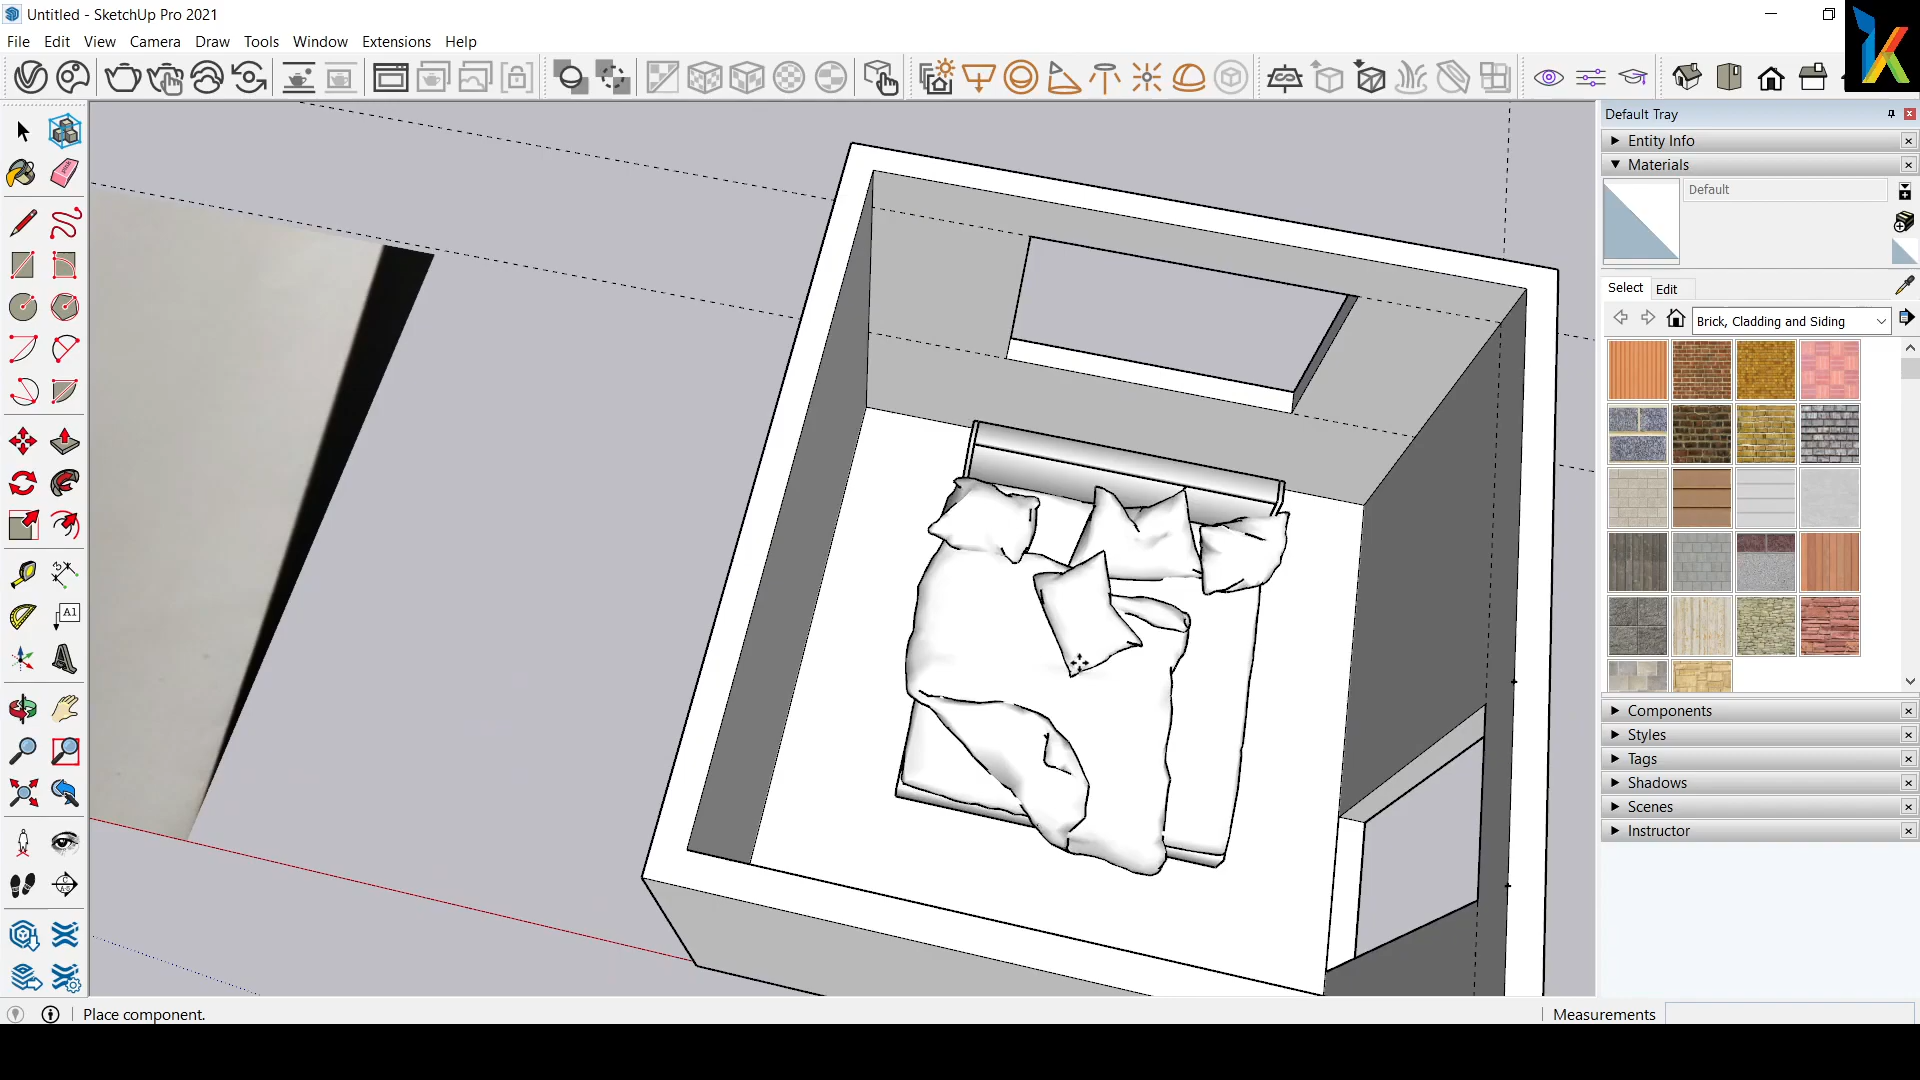 Untitled - SketchUp Pro 2021
File Edit View Camera Draw Tools Window Extensions Help
Default Tray
Entity Info
Materials
Default
Select Edit
Brick, Cladding and Siding
A1
Components
Styles
Tags
Shadows
Scenes
Instructor
Place component.
Measurements